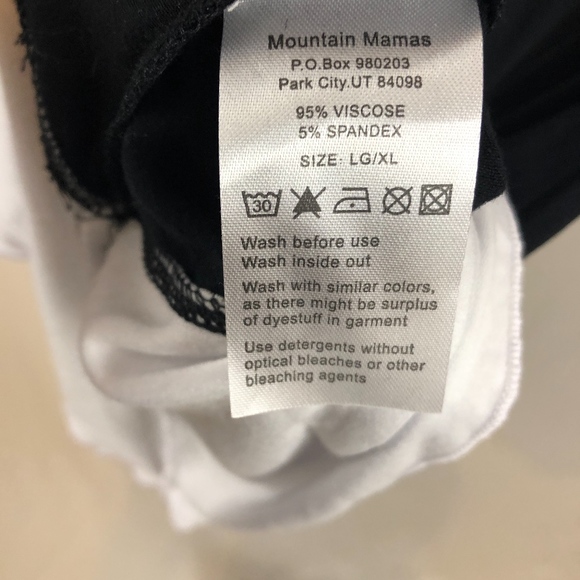 Mountain Mamas
P.O.Box 980203
Park City.UT 84098
95% VISCOSE
5% SPANDEX
SIZE: LG/XL
30
Wash before use
Wash inside out
Wash with similar colors,
as there might be surplus
of dyestuff in garment
Use detergents without
optical bleaches or other
bleaching agents